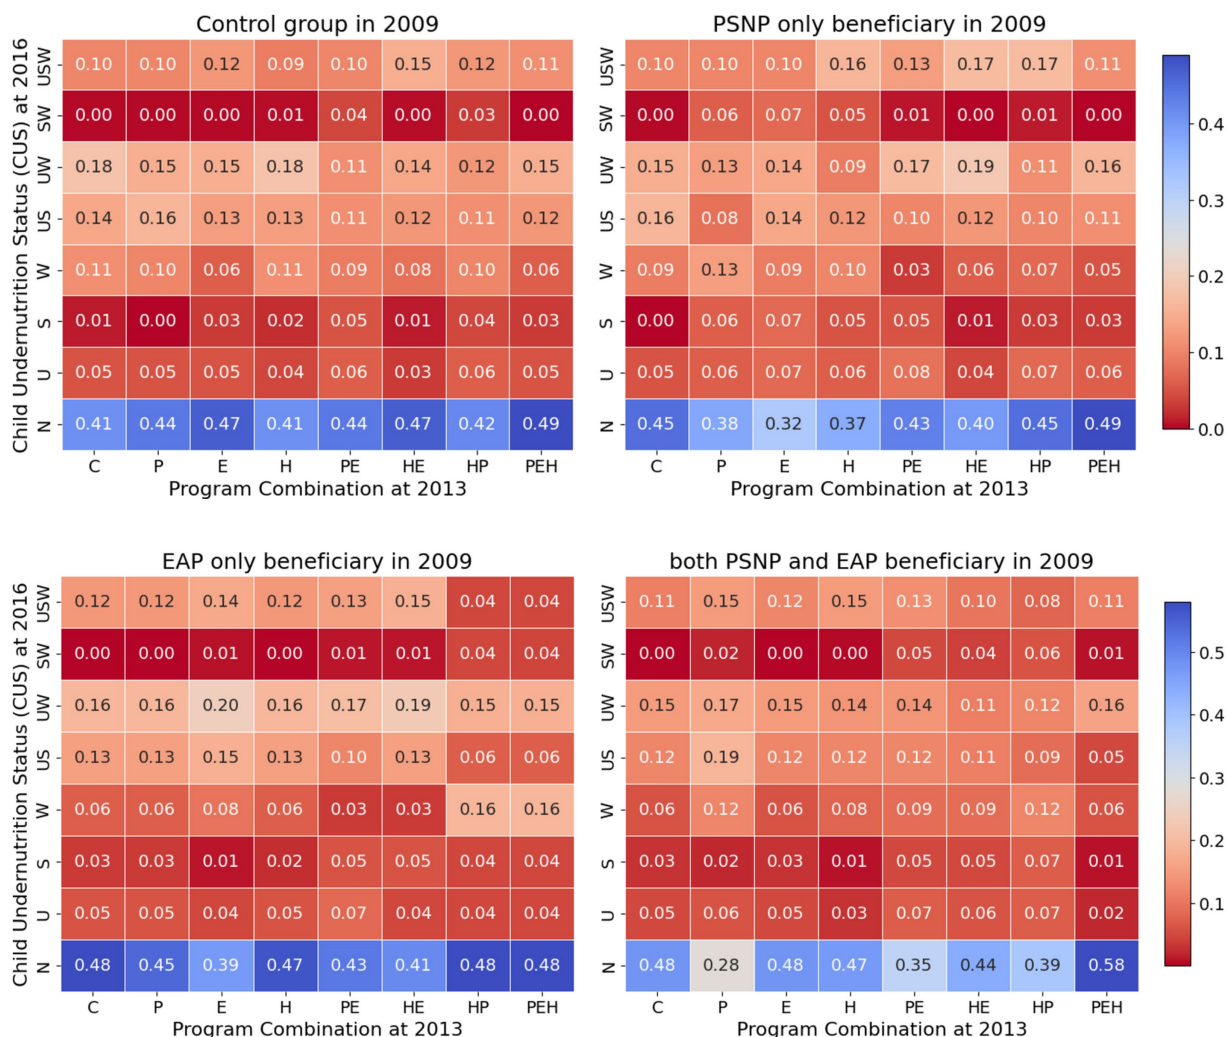 Control group in 2009
PSNP only beneficiary in 2009
Child Undernutrition Status (CUS) at 2016
USW 0.10 0.10 0.12 0.09 0.10 0.15 0.12 0.11
SW 0.00 0.00 0.00 0.01 0.04 0.00 0.03 0.00
UW 0.18 0.15 0.15 0.18 0.11 0.14 0.12 0.15
US 0.14 0.16 0.13 0.13 0.11 0.12 0.11 0.12
W 0.11 0.10 0.06 0.11 0.09 0.08 0.10 0.06
S 0.01 0.00 0.03 0.02 0.05 0.01 0.04 0.03
U 0.05 0.05 0.05 0.04 0.06 0.03 0.06 0.05
N 0.41 0.44 0.47 0.41 0.44 0.47 0.42 0.49
C P E H PE HE HP PEH
Program Combination at 2013
USW 0.10 0.10 0.10 0.16 0.13 0.17 0.17 0.11
SW 0.00 0.06 0.07 0.05 0.01 0.00 0.01 0.00
UW 0.15 0.13 0.14 0.09 0.17 0.19 0.11 0.16
US 0.16 0.08 0.14 0.12 0.10 0.12 0.10 0.11
W 0.09 0.13 0.09 0.10 0.03 0.06 0.07 0.05
S 0.00 0.06 0.07 0.05 0.05 0.01 0.03 0.03
U 0.05 0.06 0.07 0.06 0.08 0.04 0.07 0.06
N 0.45 0.38 0.32 0.37 0.43 0.40 0.45 0.49
C P E H PE HE HP PEH
Program Combination at 2013
0.4
0.3
0.2
0.1
0.0
EAP only beneficiary in 2009
both PSNP and EAP beneficiary in 2009
Child Undernutrition Status (CUS) at 2016
USW 0.12 0.12 0.14 0.12 0.13 0.15 0.04 0.04
SW 0.00 0.00 0.01 0.00 0.01 0.01 0.04 0.04
UW 0.16 0.16 0.20 0.16 0.17 0.19 0.15 0.15
US 0.13 0.13 0.15 0.13 0.10 0.13 0.06 0.06
W 0.06 0.06 0.08 0.06 0.03 0.03 0.16 0.16
S 0.03 0.03 0.01 0.02 0.05 0.05 0.04 0.04
U 0.05 0.05 0.04 0.05 0.07 0.04 0.04 0.04
N 0.48 0.45 0.39 0.47 0.43 0.41 0.48 0.48
C P E H PE HE HP PEH
Program Combination at 2013
USW 0.11 0.15 0.12 0.15 0.13 0.10 0.08 0.11
SW 0.00 0.02 0.00 0.00 0.05 0.04 0.06 0.01
UW 0.15 0.17 0.15 0.14 0.14 0.11 0.12 0.16
US 0.12 0.19 0.12 0.12 0.12 0.11 0.09 0.05
W 0.06 0.12 0.06 0.08 0.09 0.09 0.12 0.06
S 0.03 0.02 0.03 0.01 0.05 0.05 0.07 0.01
U 0.05 0.06 0.05 0.03 0.07 0.06 0.07 0.02
N 0.48 0.28 0.48 0.47 0.35 0.44 0.39 0.58
C P E H PE HE HP PEH
Program Combination at 2013
0.5
0.4
0.3
0.2
0.1